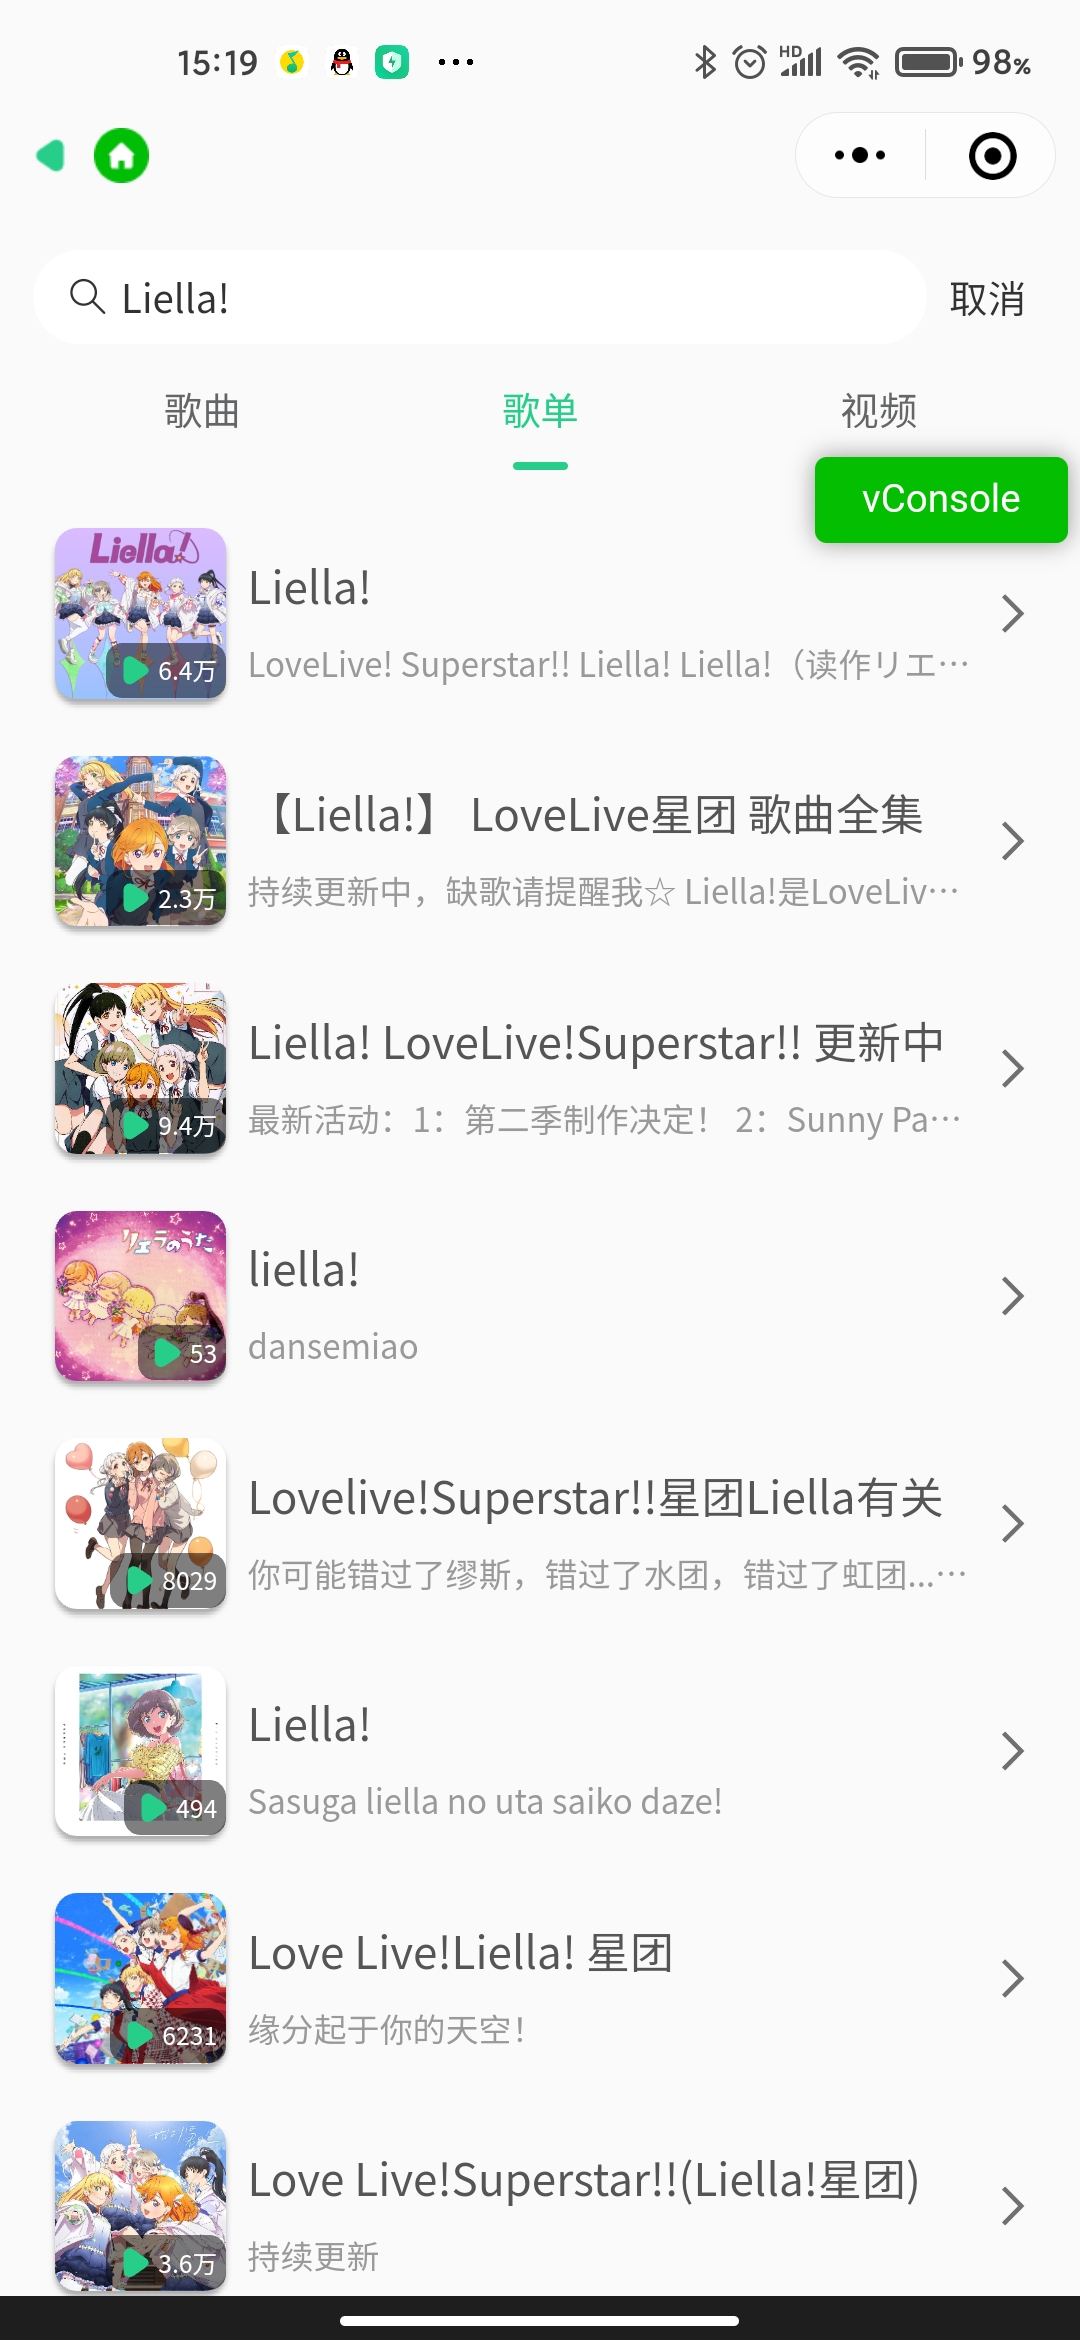 15:19
HD
98%
Liella!
取消
歌曲
歌单
视频
vConsole
Liella!
6.4万
Liella!
LoveLive! Superstar!! Liella! Liella!（读作リエ…
2.3万
【Liella!】 LoveLive星团 歌曲全集
持续更新中，缺歌请提醒我☆ Liella!是LoveLiv…
9.4万
Liella! LoveLive!Superstar!! 更新中
最新活动：1：第二季制作决定！ 2：Sunny Pa…
リエラのうた
53
liella!
dansemiao
8029
Lovelive!Superstar!!星团Liella有关
你可能错过了缪斯，错过了水团，错过了虹团...…
494
Liella!
Sasuga liella no uta saiko daze!
6231
Love Live!Liella! 星团
缘分起于你的天空！
3.6万
Love Live!Superstar!!(Liella!星团)
持续更新